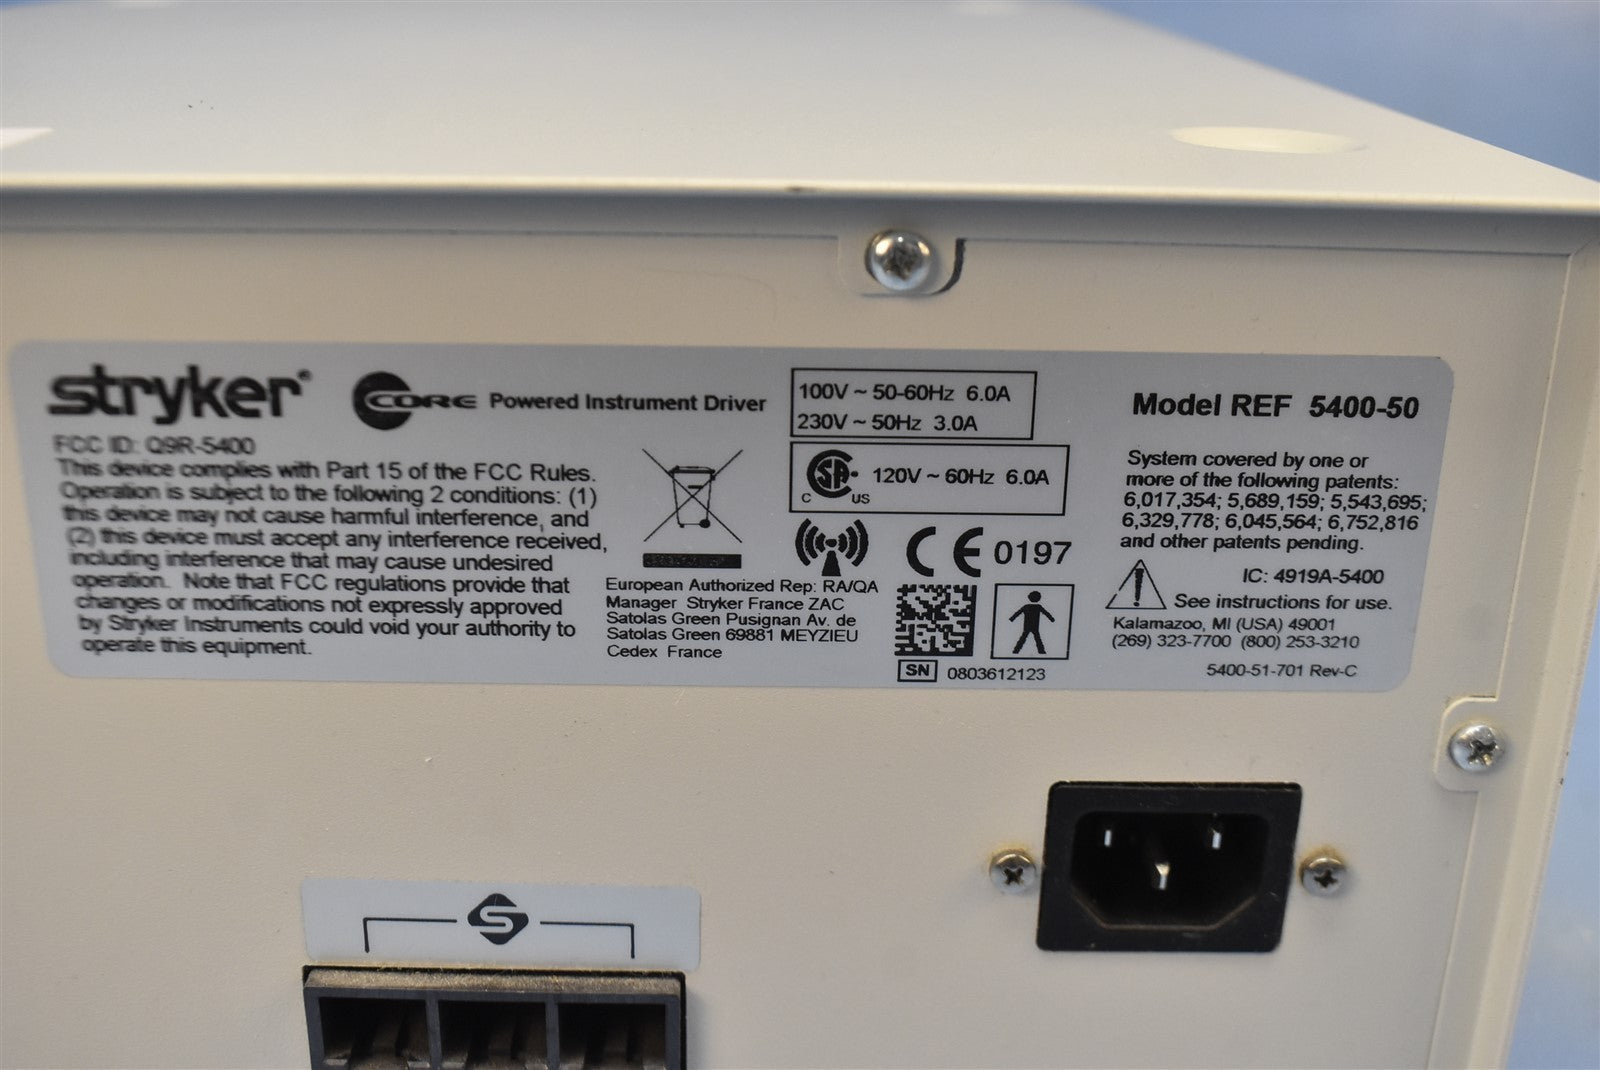 stryker® CORE Powered Instrument Driver
FCC ID: Q9R-5400
This device complies with Part 15 of the FCC Rules.
Operation is subject to the following 2 conditions: (1)
this device may not cause harmful interference, and
(2) this device must accept any interference received,
including interference that may cause undesired
operation. Note that FCC regulations provide that
changes or modifications not expressly approved
by Stryker Instruments could void your authority to
operate this equipment.
European Authorized Rep: RA/QA
Manager Stryker France ZAC
Satolas Green Pusignan Av. de
Satolas Green 69881 MEYZIEU
Cedex France
100V ~ 50-60Hz 6.0A
230V ~ 50Hz 3.0A
C SA US 120V ~ 60Hz 6.0A
CE 0197
SN 0803612123
Model REF 5400-50
System covered by one or
more of the following patents:
6,017,354; 5,689,159; 5,543,695;
6,329,778; 6,045,564; 6,752,816
and other patents pending.
IC: 4919A-5400
See instructions for use.
Kalamazoo, MI (USA) 49001
(269) 323-7700 (800) 253-3210
5400-51-701 Rev-C
S